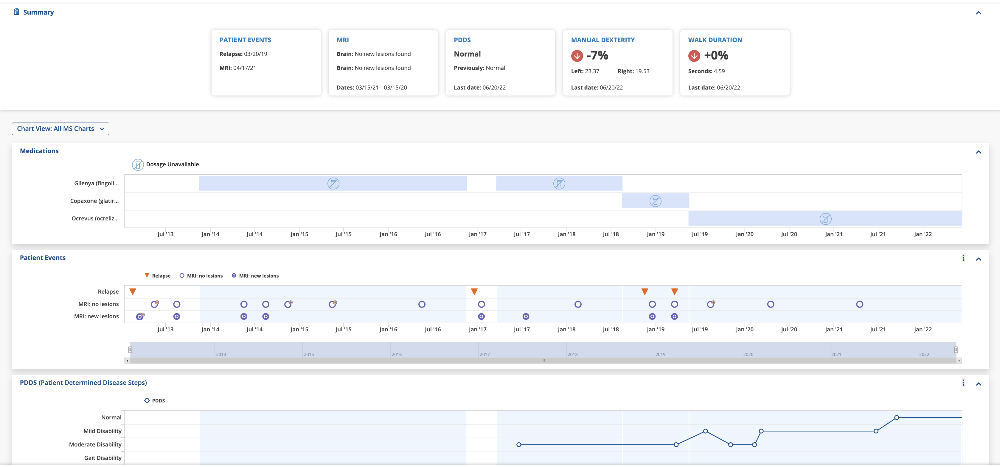 Summary
PATIENT EVENTS
Relapse: 03/20/19
MRI: 04/17/21
MRI
Brain: No new lesions found
Brain: No new lesions found
Dates: 03/15/21 03/15/20
PDDS
Normal
Previously: Normal
Last date: 06/20/22
MANUAL DEXTERITY
-7%
Left: 23.37 Right: 19.53
Last date: 06/20/22
WALK DURATION
+0%
Seconds: 4.59
Last date: 06/20/22
Chart View: All MS Charts
Medications
Dosage Unavailable
Gilenya (fingoli...
Copaxone (glatir...
Ocrevus (ocreliz...
Jul '13 Jan '14 Jul '14 Jan '15 Jul '15 Jan '16 Jul '16 Jan '17 Jul '17 Jan '18 Jul '18 Jan '19 Jul '19 Jan '20 Jul '20 Jan '21 Jul '21 Jan '22
Patient Events
Relapse MRI: no lesions MRI: new lesions
Relapse
MRI: no lesions
MRI: new lesions
Jul '13 Jan '14 Jul '14 Jan '15 Jul '15 Jan '16 Jul '16 Jan '17 Jul '17 Jan '18 Jul '18 Jan '19 Jul '19 Jan '20 Jul '20 Jan '21 Jul '21 Jan '22
2014 2015 2016 2017 2018 2019 2020 2021 2022
PDDS (Patient Determined Disease Steps)
PDDS
Normal
Mild Disability
Moderate Disability
Gait Disability